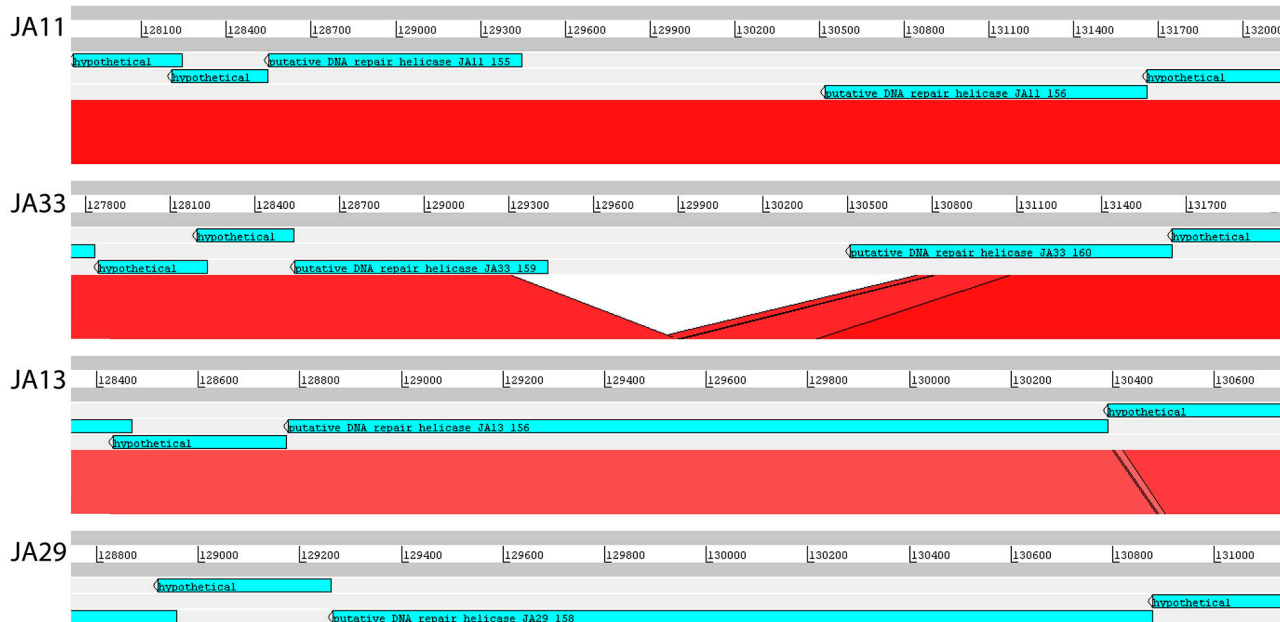 JA11
128100 128400 128700 129000 129300 129600 129900 130200 130500 130800 131100 131400 131700 132000
hypothetical putative DNA repair helicase JA11 155
hypothetical hypothetical
putative DNA repair helicase JA11 156
JA33
127800 128100 128400 128700 129000 129300 129600 129900 130200 130500 130800 131100 131400 131700
hypothetical hypothetical
putative DNA repair helicase JA33 160
hypothetical putative DNA repair helicase JA33 159
JA13
128400 128600 128800 129000 129200 129400 129600 129800 130000 130200 130400 130600
hypothetical
putative DNA repair helicase JA13 156
hypothetical
JA29
128800 129000 129200 129400 129600 129800 130000 130200 130400 130600 130800 131000
hypothetical
hypothetical
putative DNA repair helicase JA29 158